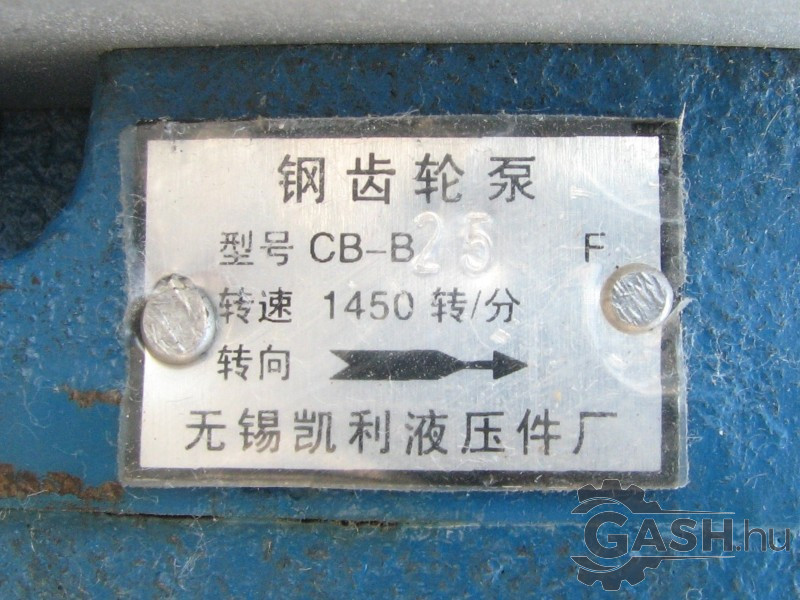 钢齿轮泵
型号 CB-B 25 F
转速 1450 转/分
转向
无锡凯利液压件厂
GASH.hu